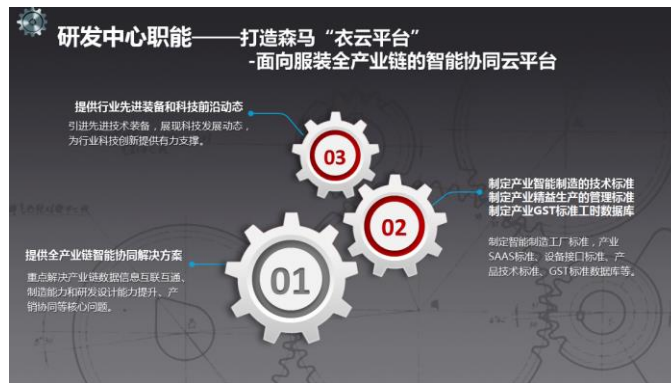 研发中心职能——打造森马“衣云平台”
-面向服装全产业链的智能协同云平台
提供行业先进装备和科技前沿动态
引进先进技术装备，展现科技发展动态，
为行业科技创新提供有力支撑。
03
制定产业智能制造的技术标准
制定产业精益生产的管理标准
制定产业GST标准工时数据库
02
制定智能制造工厂标准，产业
SAAS标准、设备接口标准、产
品技术标准、GST标准数据库等。
提供全产业链智能协同解决方案
01
重点解决产业链数据信息互联互通、
制造能力和研发设计能力提升、产
销协同等核心问题。